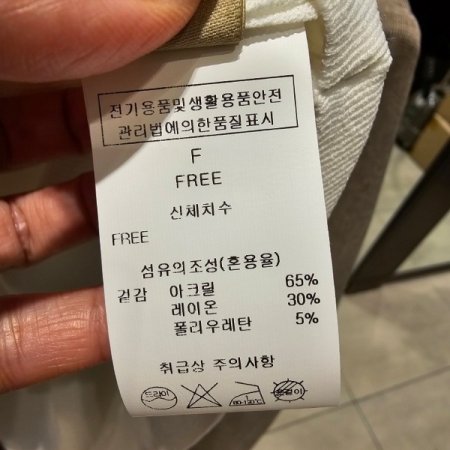 전기용품및생활용품안전
관리법에의한품질표시
F
FREE
신체치수
FREE
섬유의조성(혼용율)
겉감 아크릴 65%
레이온 30%
폴리우레탄 5%
취급상 주의사항
드라이